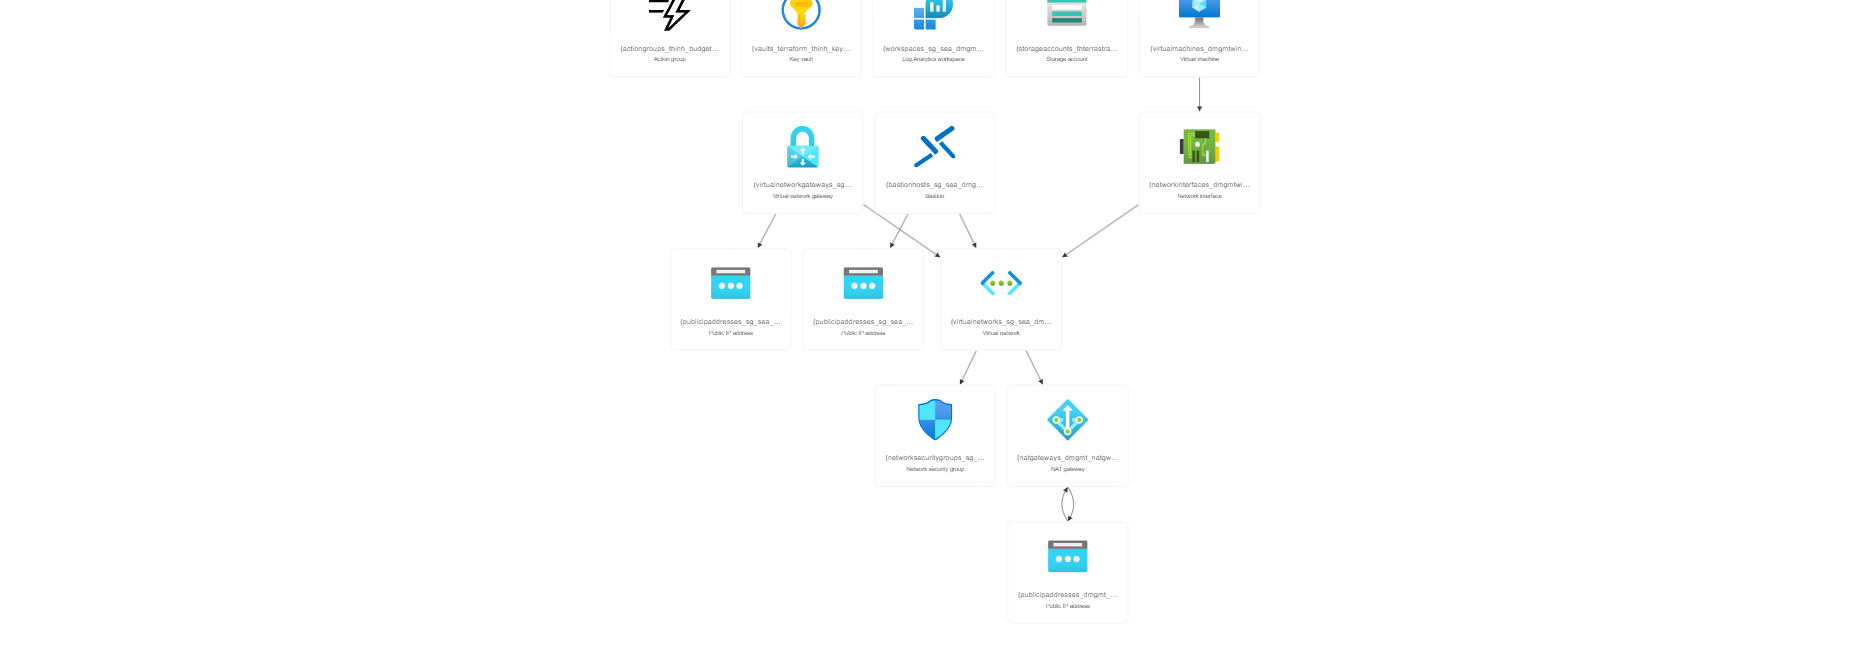 (actiongroups_thinh_budget...
Action group
(vaults_terraform_thinh_key...
Key vault
(workspaces_sg_sea_dmgm...
Log Analytics workspace
(storageaccounts_thterrastra...
Storage account
(virtualmachines_dmgmtwin...
Virtual machine
(virtualnetworkgateways_sg...
Virtual network gateway
(bastionhosts_sg_sea_dmg...
Bastion
(networkinterfaces_dmgmtwi...
Network interface
(publicipaddresses_sg_sea_...
Public IP address
(publicipaddresses_sg_sea_...
Public IP address
(virtualnetworks_sg_sea_dm...
Virtual network
(networksecuritygroups_sg_...
Network security group
(natgateways_dmgmt_natgw...
NAT gateway
(publicipaddresses_dmgmt_...
Public IP address